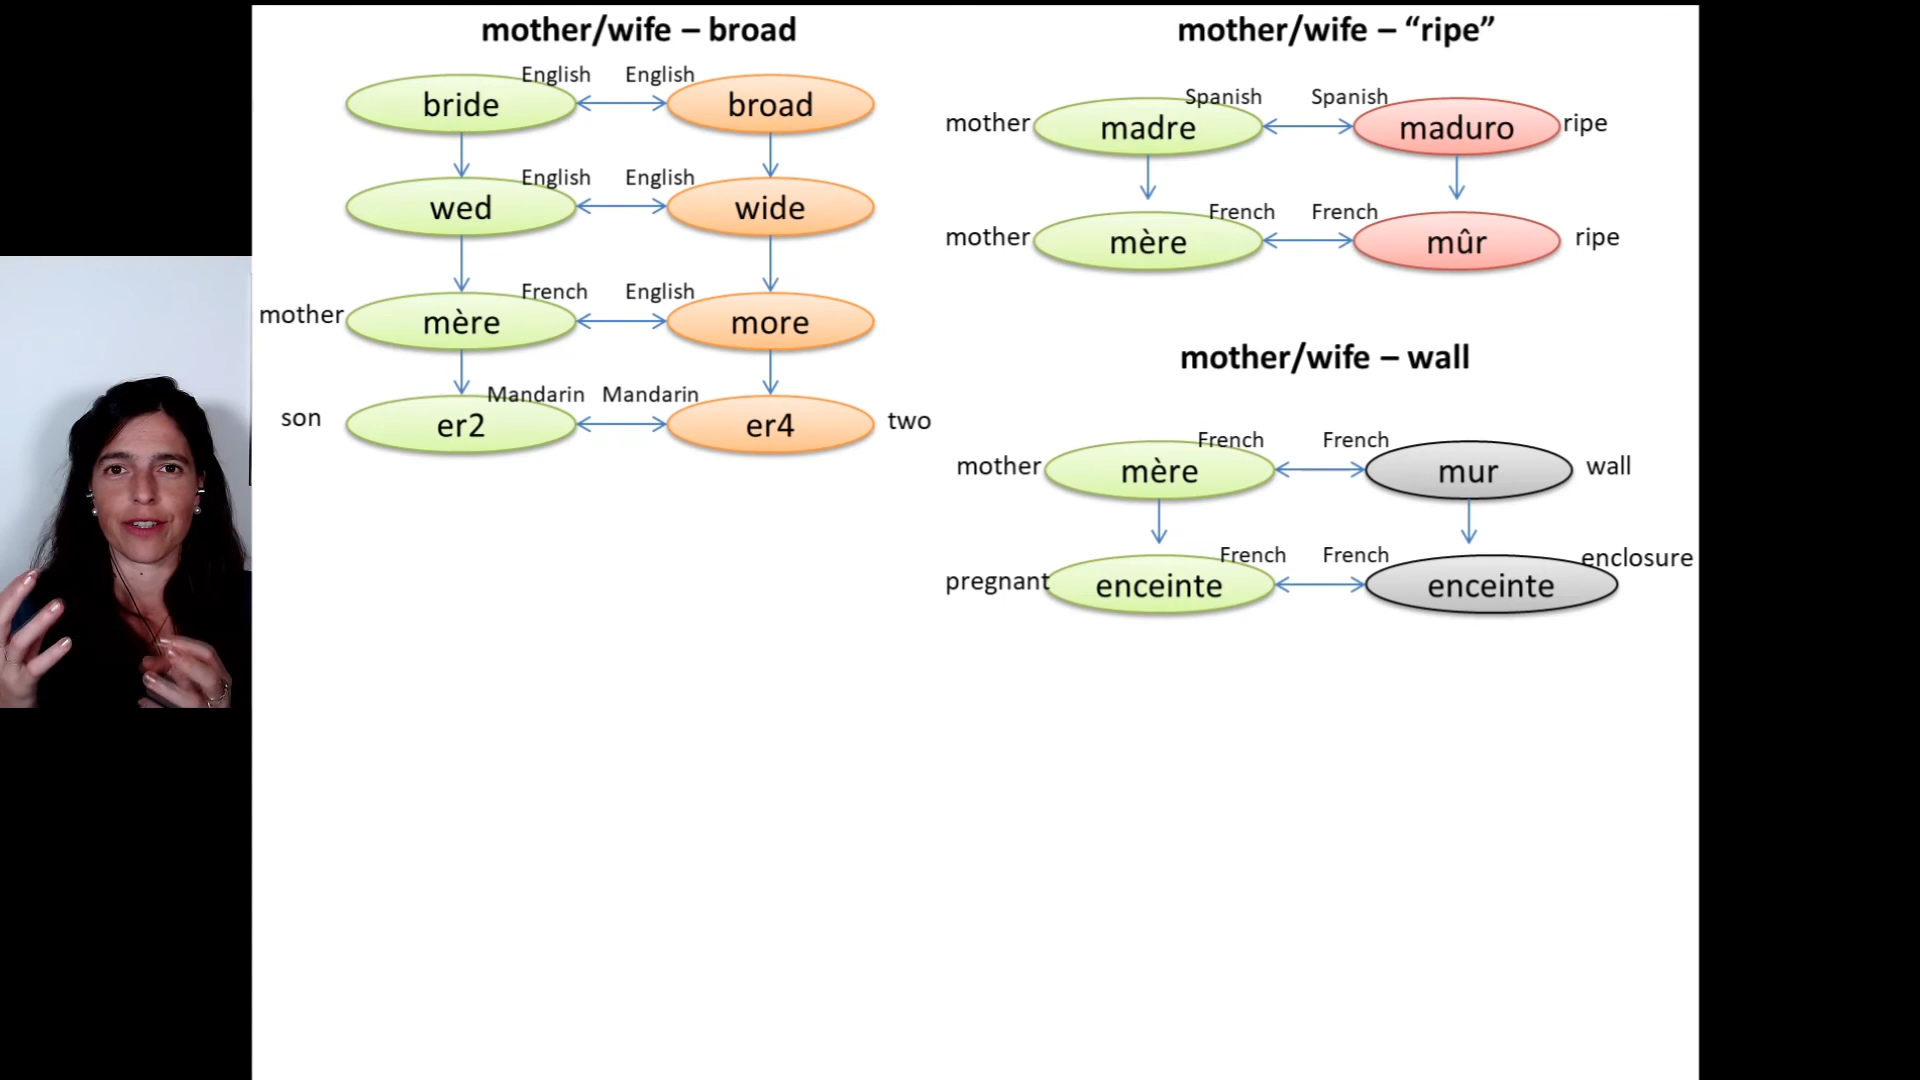 mother/wife – broad
English English
bride broad
English English
wed wide
French English
mother mère more
Mandarin Mandarin
son er2 er4 two
mother/wife – “ripe”
Spanish Spanish
mother madre maduro ripe
French French
mother mère mûr ripe
mother/wife – wall
French French
mother mère mur wall
French French enclosure
pregnant enceinte enceinte